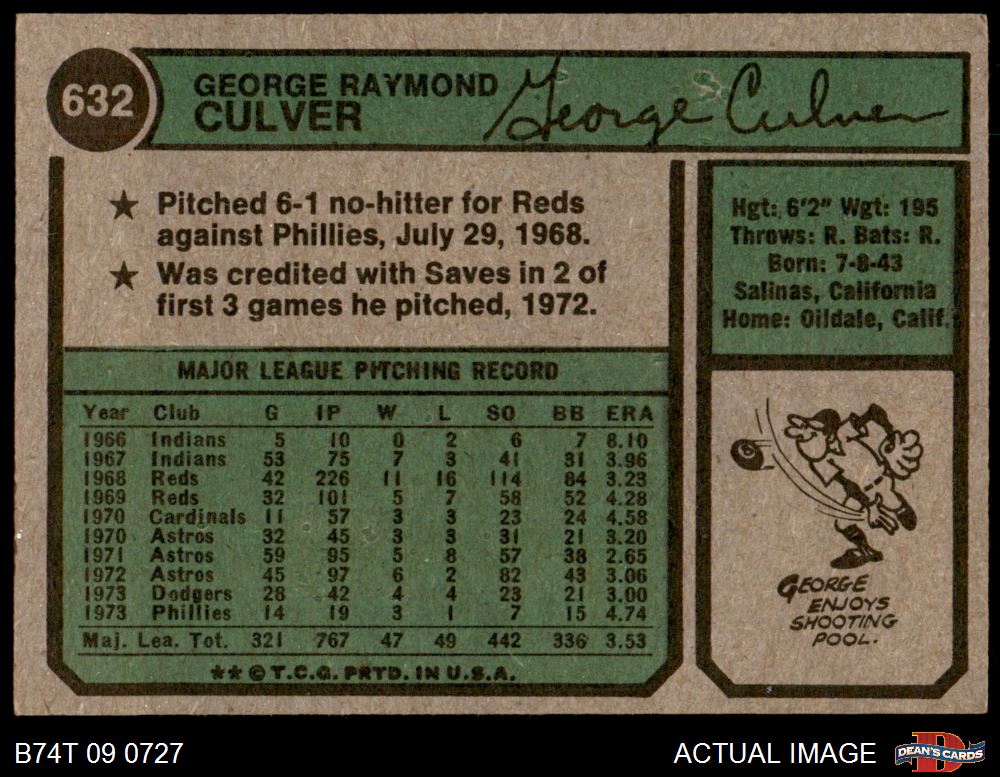 632
GEORGE RAYMOND
CULVER
George Culver
★ Pitched 6-1 no-hitter for Reds
against Phillies, July 29, 1968.
★ Was credited with Saves in 2 of
first 3 games he pitched, 1972.
Hgt: 6'2" Wgt: 195
Throws: R. Bats: R.
Born: 7-8-43
Salinas, California
Home: Oildale, Calif.
MAJOR LEAGUE PITCHING RECORD
Year Club G IP W L SO BB ERA
1966 Indians 5 10 0 2 6 7 8.10
1967 Indians 53 75 7 3 41 31 3.96
1968 Reds 42 226 11 16 114 84 3.23
1969 Reds 32 101 5 7 58 52 4.28
1970 Cardinals 11 57 3 3 23 24 4.58
1970 Astros 32 45 3 3 31 21 3.20
1971 Astros 59 95 5 8 57 38 2.65
1972 Astros 45 97 6 2 82 43 3.06
1973 Dodgers 28 42 4 4 23 21 3.00
1973 Phillies 14 19 3 1 7 15 4.74
Maj. Lea. Tot. 321 767 47 49 442 336 3.53
** © T.C.G. PRTD. IN U.S.A.
GEORGE
ENJOYS
SHOOTING
POOL.
B74T 09 0727
ACTUAL IMAGE
D
DEAN'S CARDS